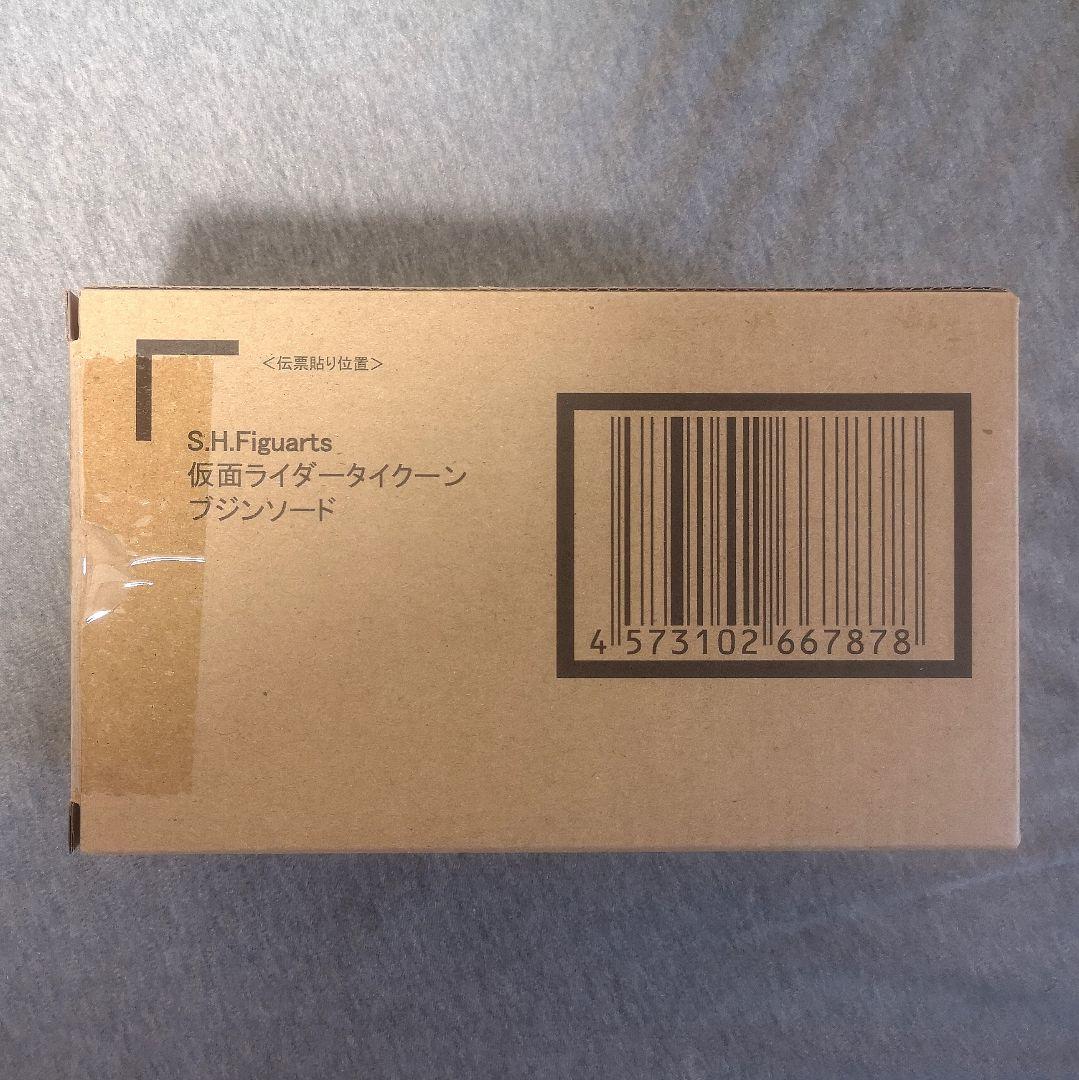 ＜伝票貼り位置＞
S.H.Figuarts
仮面ライダータイクーン
ブジンソード
4 573102 667878